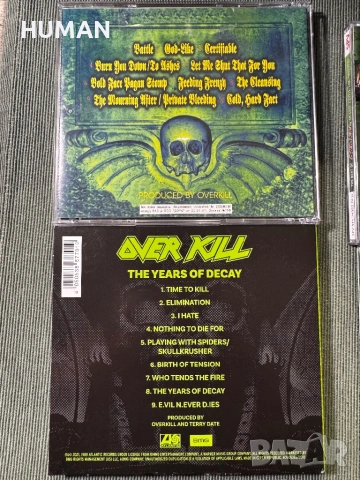 HUMAN
Battle God-Like Certifiable
Burn You Down/To Ashes Let Me Shut That For You
Bold Face Pagan Stomp Feeding Frenzy The Cleansing
The Mourning After / Private Bleeding Cold, Hard Fact
PRODUCED BY OVERKILL
OVER KILL
THE YEARS OF DECAY
1. TIME TO KILL
2. ELIMINATION
3. I HATE
4. NOTHING TO DIE FOR
5. PLAYING WITH SPIDERS/
SKULLKRUSHER
6. BIRTH OF TENSION
7. WHO TENDS THE FIRE
8. THE YEARS OF DECAY
9. E.VIL N.EVER D.IES
PRODUCED BY
OVERKILL AND TERRY DATE
BMG
BAZAR